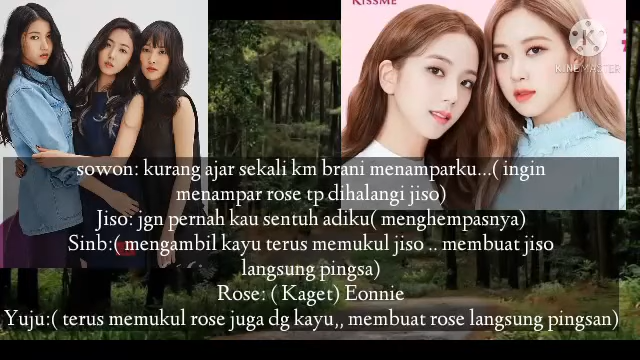 KISSME
KINEMASTER
sowon: kurang ajar sekali km brani menamparku...( ingin
menampar rose tp dihalangi jiso)
Jiso: jgn pernah kau sentuh adiku( menghempasnya)
Sinb:( mengambil kayu terus memukul jiso .. membuat jiso
langsung pingsa)
Rose: ( Kaget) Eonnie
Yuju:( terus memukul rose juga dg kayu,, membuat rose langsung pingsan)